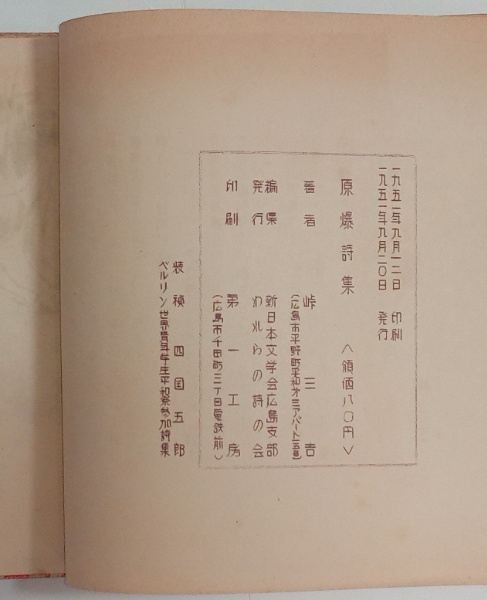 一九五一年九月一二日 印刷
一九五一年九月二〇日 発行
原爆詩集 〈頒価八〇円〉
著者 峠三吉
(広島市平野町昭和アパート
編集 新日本文学会広島支部
発行 われらの詩の会
印刷 第一工房
(広島市千田町三丁目電鉄前)
装幀 四国五郎
ベルリン世界青年学生平和祭参加詩集